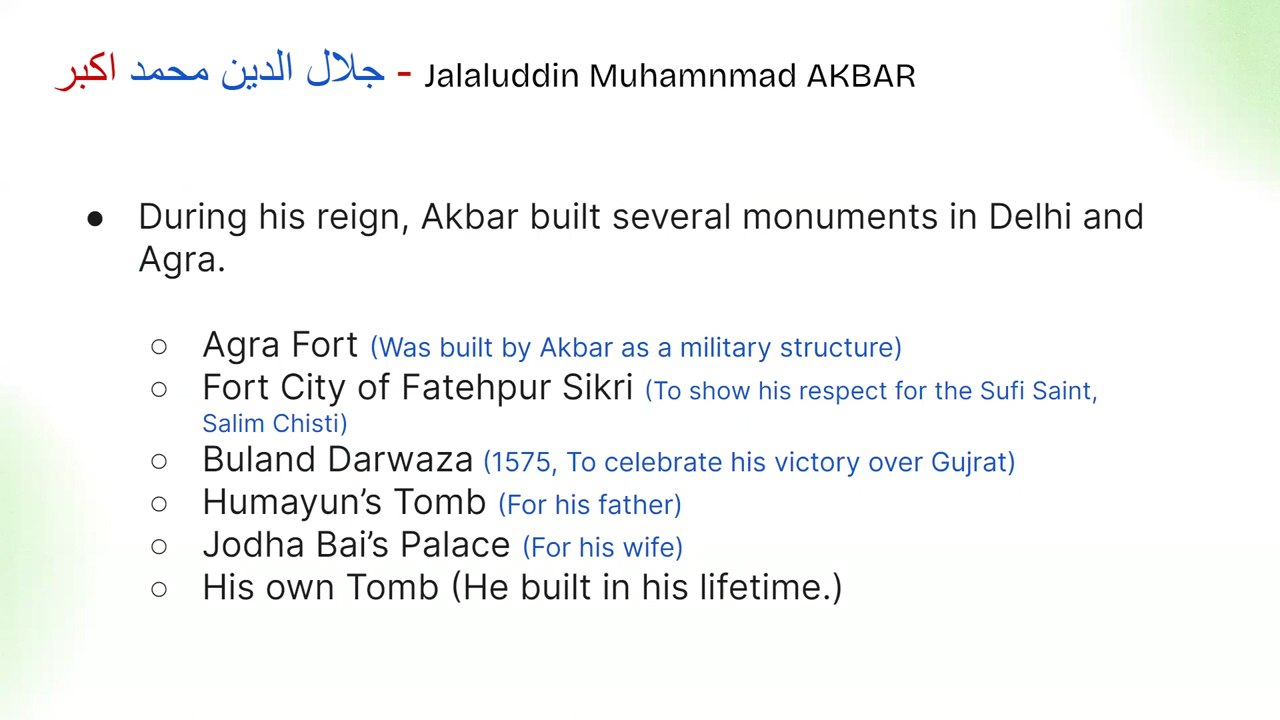 جلال الدين محمد اكبر - Jalaluddin Muhamnmad AKBAR
● During his reign, Akbar built several monuments in Delhi and
Agra.
○ Agra Fort (Was built by Akbar as a military structure)
○ Fort City of Fatehpur Sikri (To show his respect for the Sufi Saint,
Salim Chisti)
○ Buland Darwaza (1575, To celebrate his victory over Gujrat)
○ Humayun’s Tomb (For his father)
○ Jodha Bai’s Palace (For his wife)
○ His own Tomb (He built in his lifetime.)